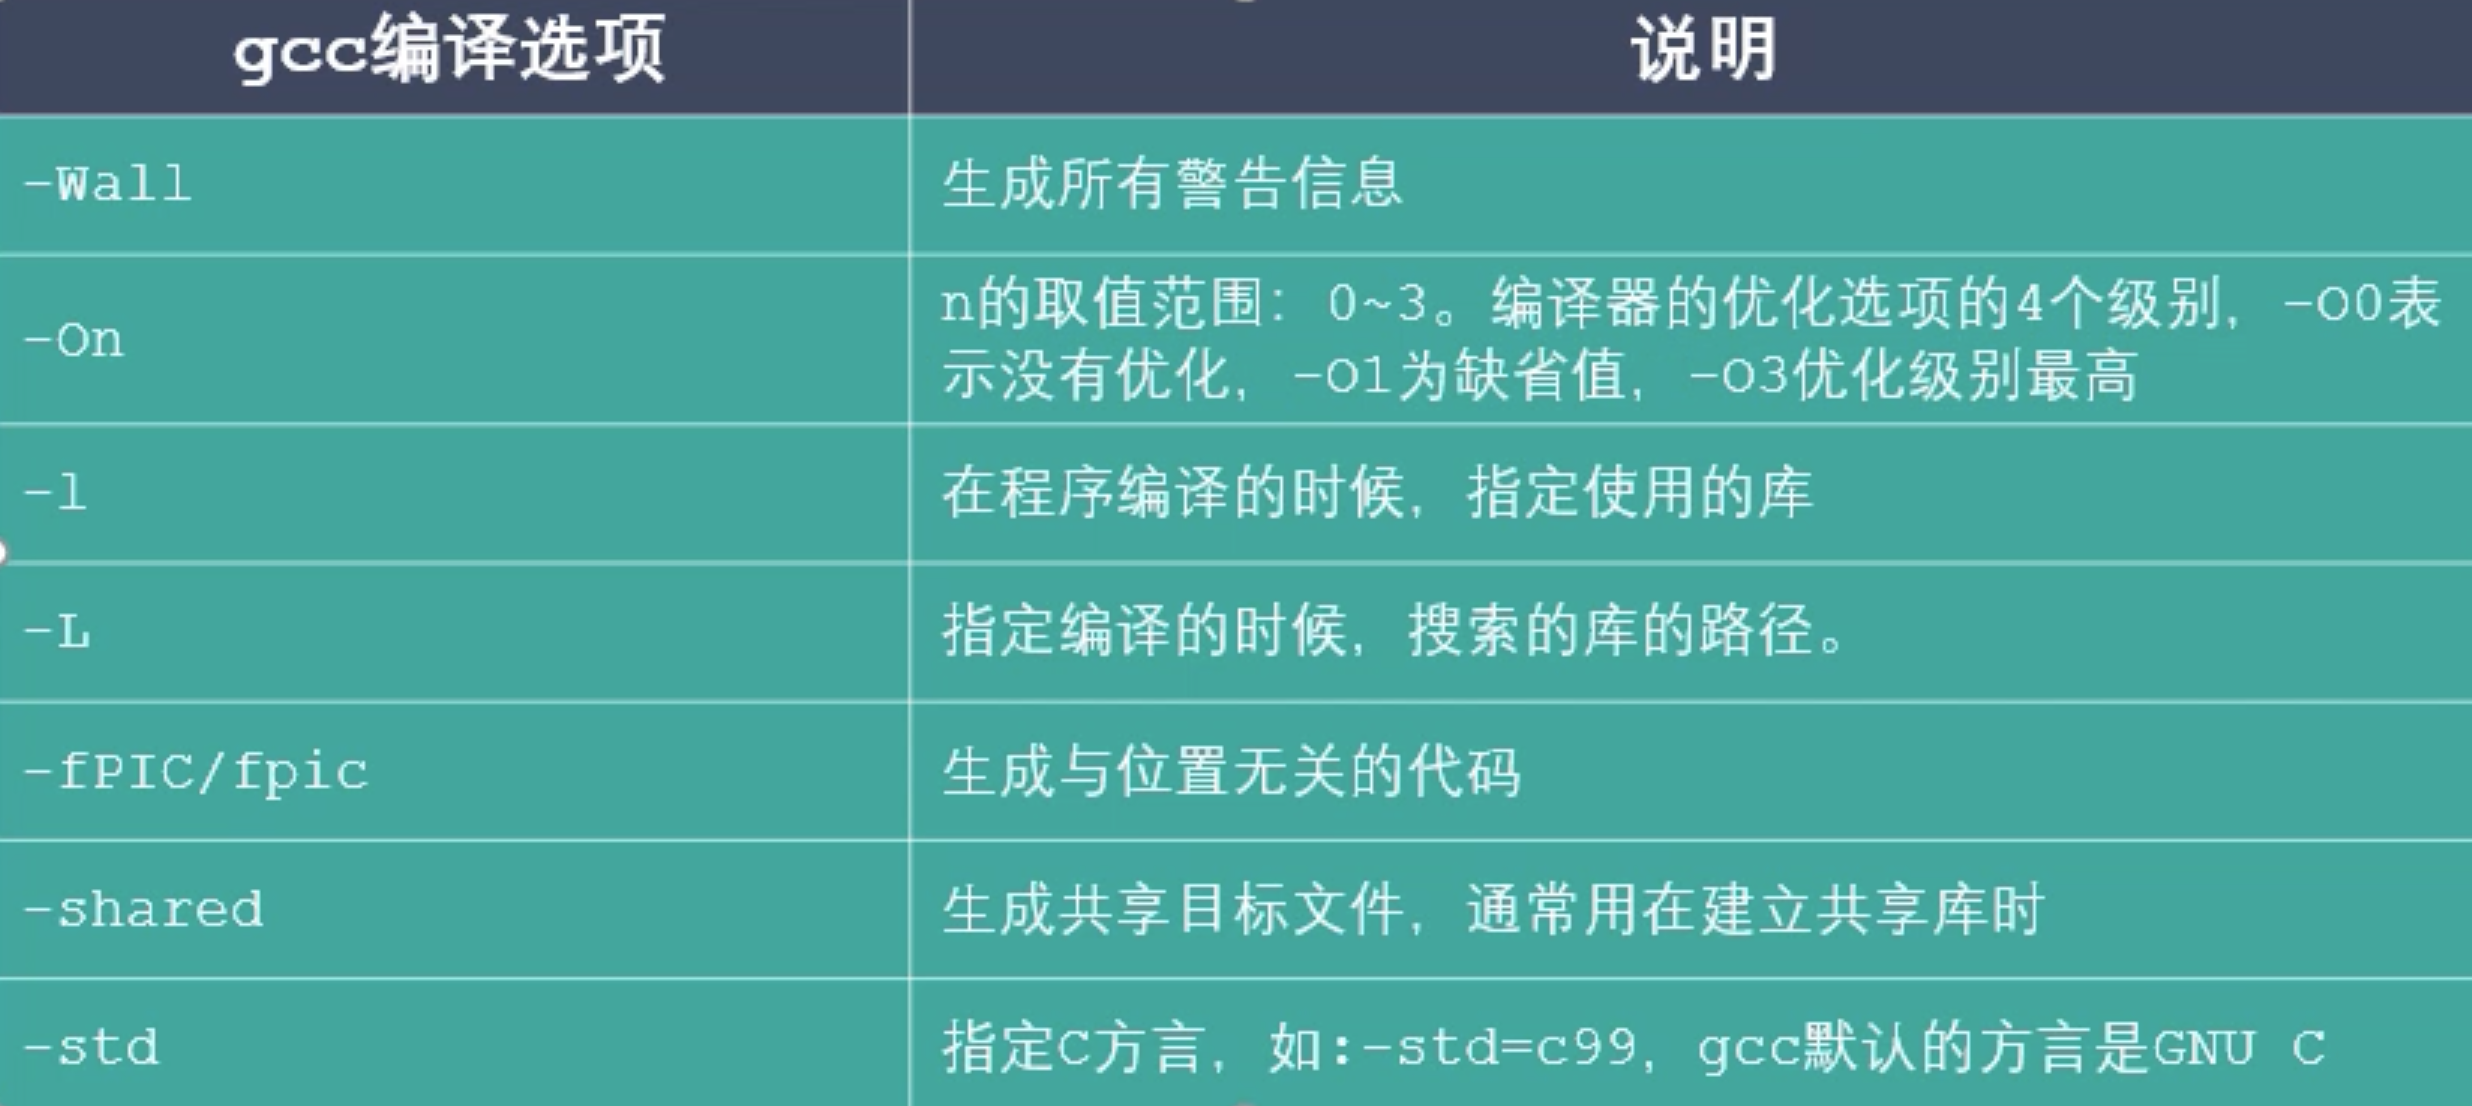 gcc编译选项 说明
-Wall 生成所有警告信息
-On n的取值范围：0~3。编译器的优化选项的4个级别，-O0表
示没有优化，-O1为缺省值，-O3优化级别最高
-l 在程序编译的时候，指定使用的库
-L 指定编译的时候，搜索的库的路径。
-fPIC/fpic 生成与位置无关的代码
-shared 生成共享目标文件，通常用在建立共享库时
-std 指定C方言，如:-std=c99，gcc默认的方言是GNU C